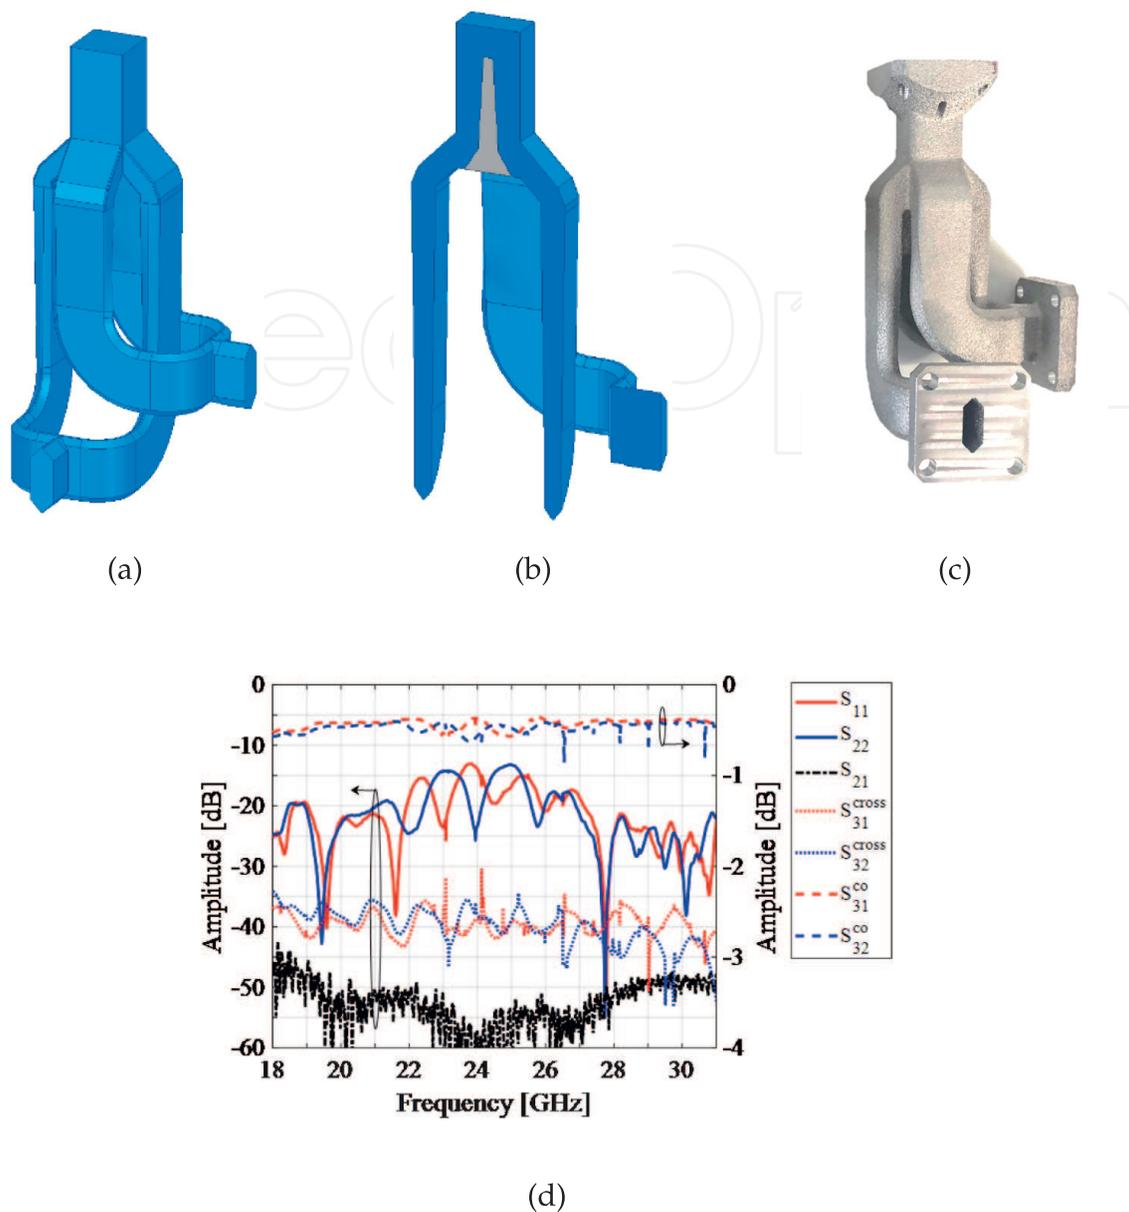 (a)
(b)
(c)
0
-10
-20
-30
-40
-50
-60
0
-1
-2
-3
-4
18
20
22
24
26
28
30
Amplitude [dB]
Amplitude [dB]
Frequency [GHz]
S11
S22
S21
S31cross
S32cross
S31co
S32co
(d)